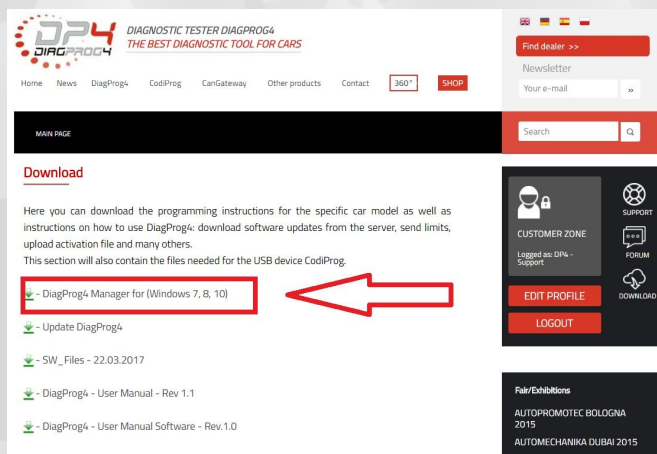 DP4
DIAGPROG4
DIAGNOSTIC TESTER DIAGPROG4
THE BEST DIAGNOSTIC TOOL FOR CARS
Home News DiagProg4 CodiProg CanGateway Other products Contact 360° SHOP
Find dealer >>
Newsletter
Your e-mail »
MAIN PAGE
Search
Download
Here you can download the programming instructions for the specific car model as well as
instructions on how to use DiagProg4: download software updates from the server, send limits,
upload activation file and many others.
This section will also contain the files needed for the USB device CodiProg.
- DiagProg4 Manager for (Windows 7, 8, 10)
- Update DiagProg4
- SW_Files - 22.03.2017
- DiagProg4 - User Manual - Rev 1.1
- DiagProg4 - User Manual Software - Rev.1.0
CUSTOMER ZONE
Logged as: DP4 -
Support
EDIT PROFILE
LOGOUT
SUPPORT
FORUM
DOWNLOAD
Fair/Exhibitions
AUTOPROMOTEC BOLOGNA
2015
AUTOMECHANIKA DUBAI 2015